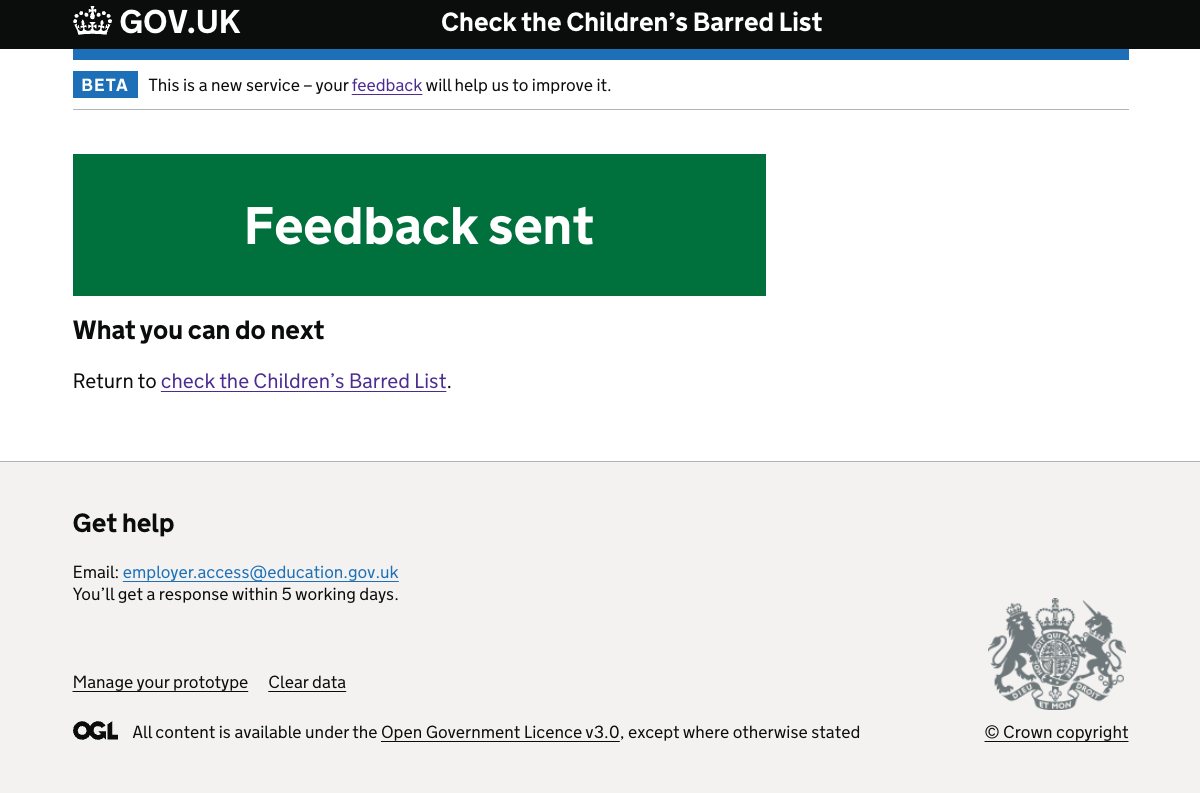 GOV.UK Check the Children's Barred List
BETA This is a new service – your feedback will help us to improve it.
Feedback sent
What you can do next
Return to check the Children's Barred List.
Get help
Email: employer.access@education.gov.uk
You'll get a response within 5 working days.
Manage your prototype Clear data
OGL All content is available under the Open Government Licence v3.0, except where otherwise stated
DIEU ET MON DROIT
© Crown copyright